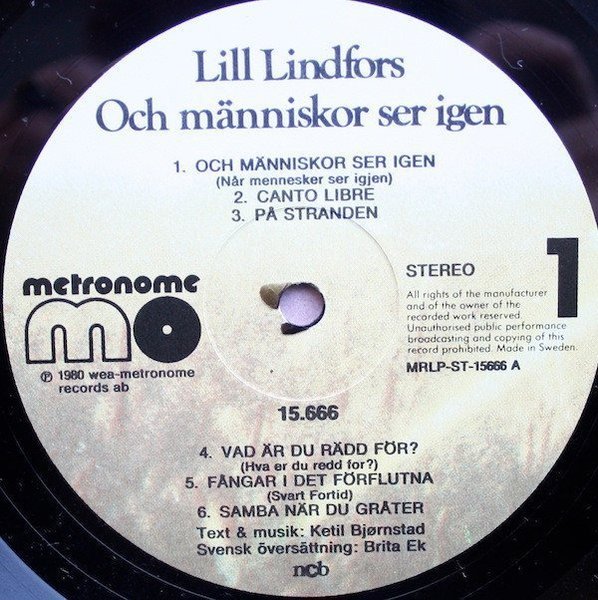 Lill Lindfors
Och människor ser igen
1. OCH MÄNNISKOR SER IGEN
(Når mennesker ser igjen)
2. CANTO LIBRE
3. PÅ STRANDEN
metronome
mo
℗ 1980 wea-metronome
records ab
STEREO
1
All rights of the manufacturer
and of the owner of the
recorded work reserved.
Unauthorised public performance
broadcasting and copying of this
record prohibited. Made in Sweden.
MRLP-ST-15666 A
15.666
4. VAD ÄR DU RÄDD FÖR?
(Hva er du redd for?)
5. FÅNGAR I DET FÖRFLUTNA
(Svart Fortid)
6. SAMBA NÄR DU GRÅTER
Text & musik: Ketil Bjørnstad
Svensk översättning: Brita Ek
ncb